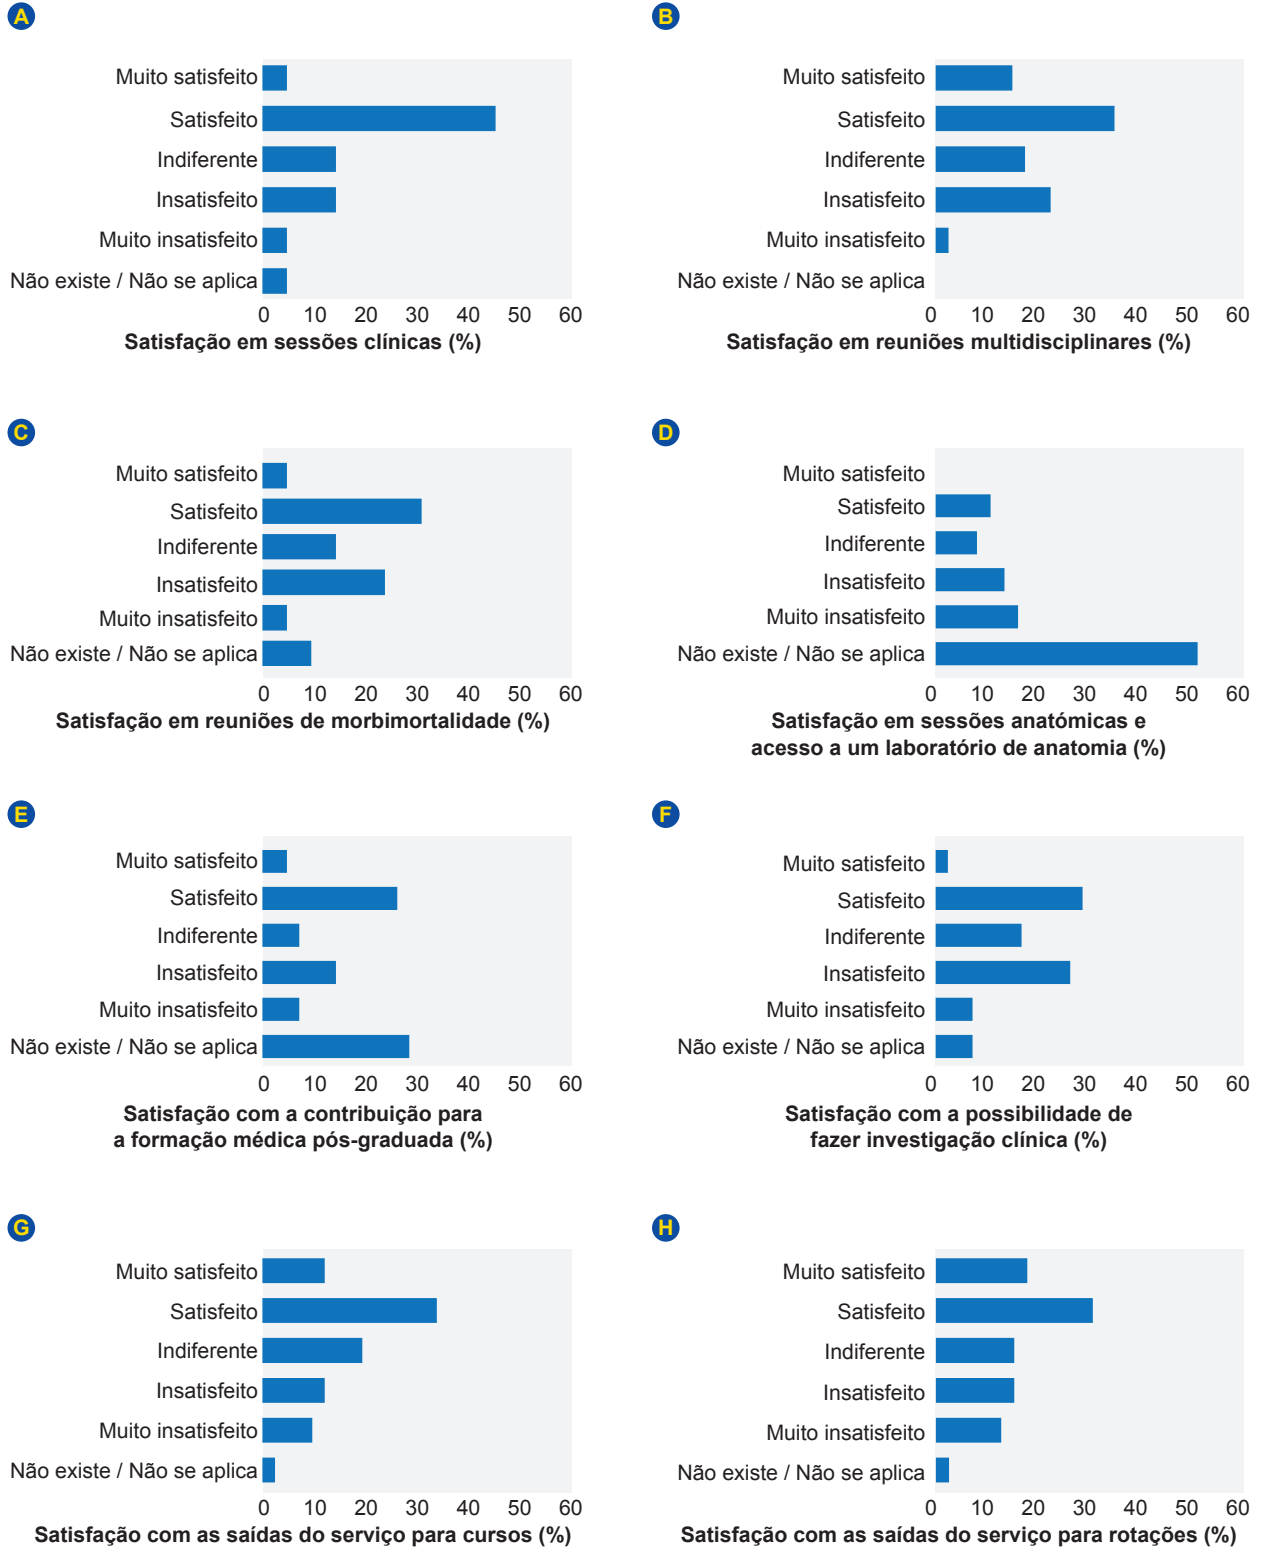 A
Muito satisfeito
Satisfeito
Indiferente
Insatisfeito
Muito insatisfeito
Não existe / Não se aplica
0 10 20 30 40 50 60
Satisfação em sessões clínicas (%)
B
Muito satisfeito
Satisfeito
Indiferente
Insatisfeito
Muito insatisfeito
Não existe / Não se aplica
0 10 20 30 40 50 60
Satisfação em reuniões multidisciplinares (%)
C
Muito satisfeito
Satisfeito
Indiferente
Insatisfeito
Muito insatisfeito
Não existe / Não se aplica
0 10 20 30 40 50 60
Satisfação em reuniões de morbimortalidade (%)
D
Muito satisfeito
Satisfeito
Indiferente
Insatisfeito
Muito insatisfeito
Não existe / Não se aplica
0 10 20 30 40 50 60
Satisfação em sessões anatómicas e
acesso a um laboratório de anatomia (%)
E
Muito satisfeito
Satisfeito
Indiferente
Insatisfeito
Muito insatisfeito
Não existe / Não se aplica
0 10 20 30 40 50 60
Satisfação com a contribuição para
a formação médica pós-graduada (%)
F
Muito satisfeito
Satisfeito
Indiferente
Insatisfeito
Muito insatisfeito
Não existe / Não se aplica
0 10 20 30 40 50 60
Satisfação com a possibilidade de
fazer investigação clínica (%)
G
Muito satisfeito
Satisfeito
Indiferente
Insatisfeito
Muito insatisfeito
Não existe / Não se aplica
0 10 20 30 40 50 60
Satisfação com as saídas do serviço para cursos (%)
H
Muito satisfeito
Satisfeito
Indiferente
Insatisfeito
Muito insatisfeito
Não existe / Não se aplica
0 10 20 30 40 50 60
Satisfação com as saídas do serviço para rotações (%)